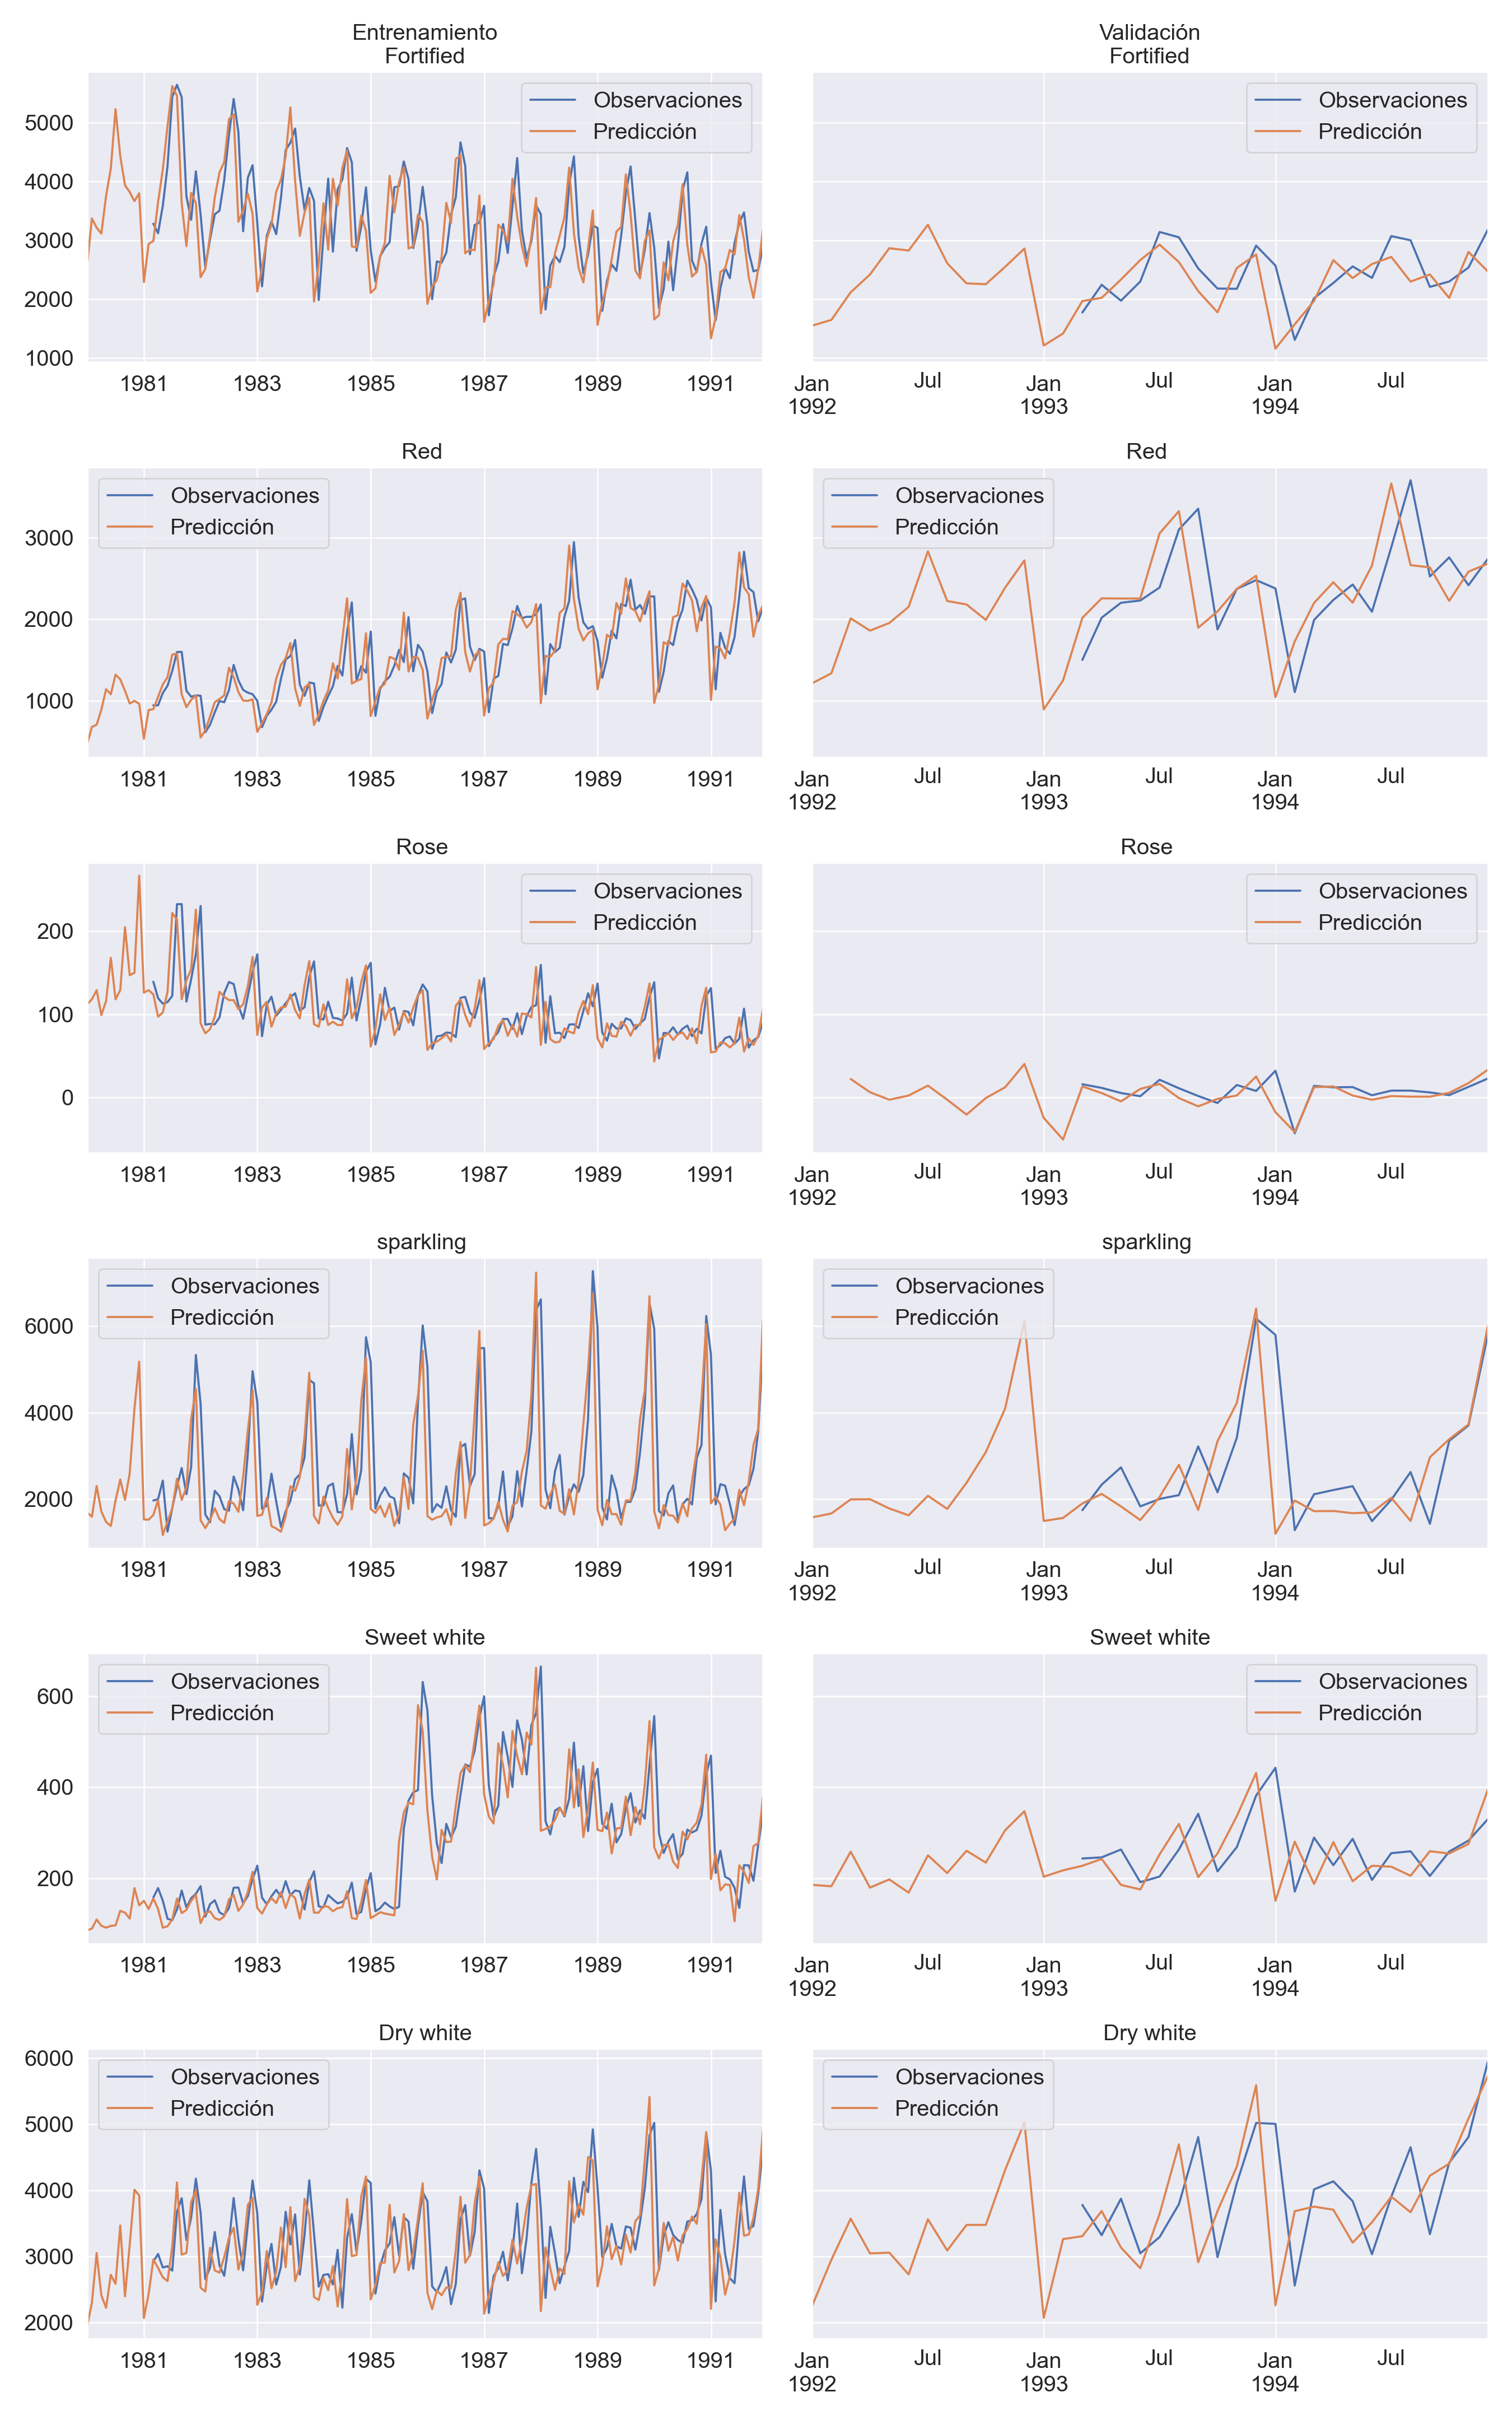 Entrenamiento
Fortified
Validación
Fortified
Observaciones
Predicción
Observaciones
Predicción
5000
4000
3000
2000
1000
1981 1983 1985 1987 1989 1991
Jan Jul Jan Jul Jan Jul
1992 1993 1994
Red
Red
Observaciones
Predicción
Observaciones
Predicción
3000
2000
1000
1981 1983 1985 1987 1989 1991
Jan Jul Jan Jul Jan Jul
1992 1993 1994
Rose
Rose
Observaciones
Predicción
Observaciones
Predicción
200
100
0
1981 1983 1985 1987 1989 1991
Jan Jul Jan Jul Jan Jul
1992 1993 1994
sparkling
sparkling
Observaciones
Predicción
Observaciones
Predicción
6000
4000
2000
1981 1983 1985 1987 1989 1991
Jan Jul Jan Jul Jan Jul
1992 1993 1994
Sweet white
Sweet white
Observaciones
Predicción
Observaciones
Predicción
600
400
200
1981 1983 1985 1987 1989 1991
Jan Jul Jan Jul Jan Jul
1992 1993 1994
Dry white
Dry white
Observaciones
Predicción
Observaciones
Predicción
6000
5000
4000
3000
2000
1981 1983 1985 1987 1989 1991
Jan Jul Jan Jul Jan Jul
1992 1993 1994